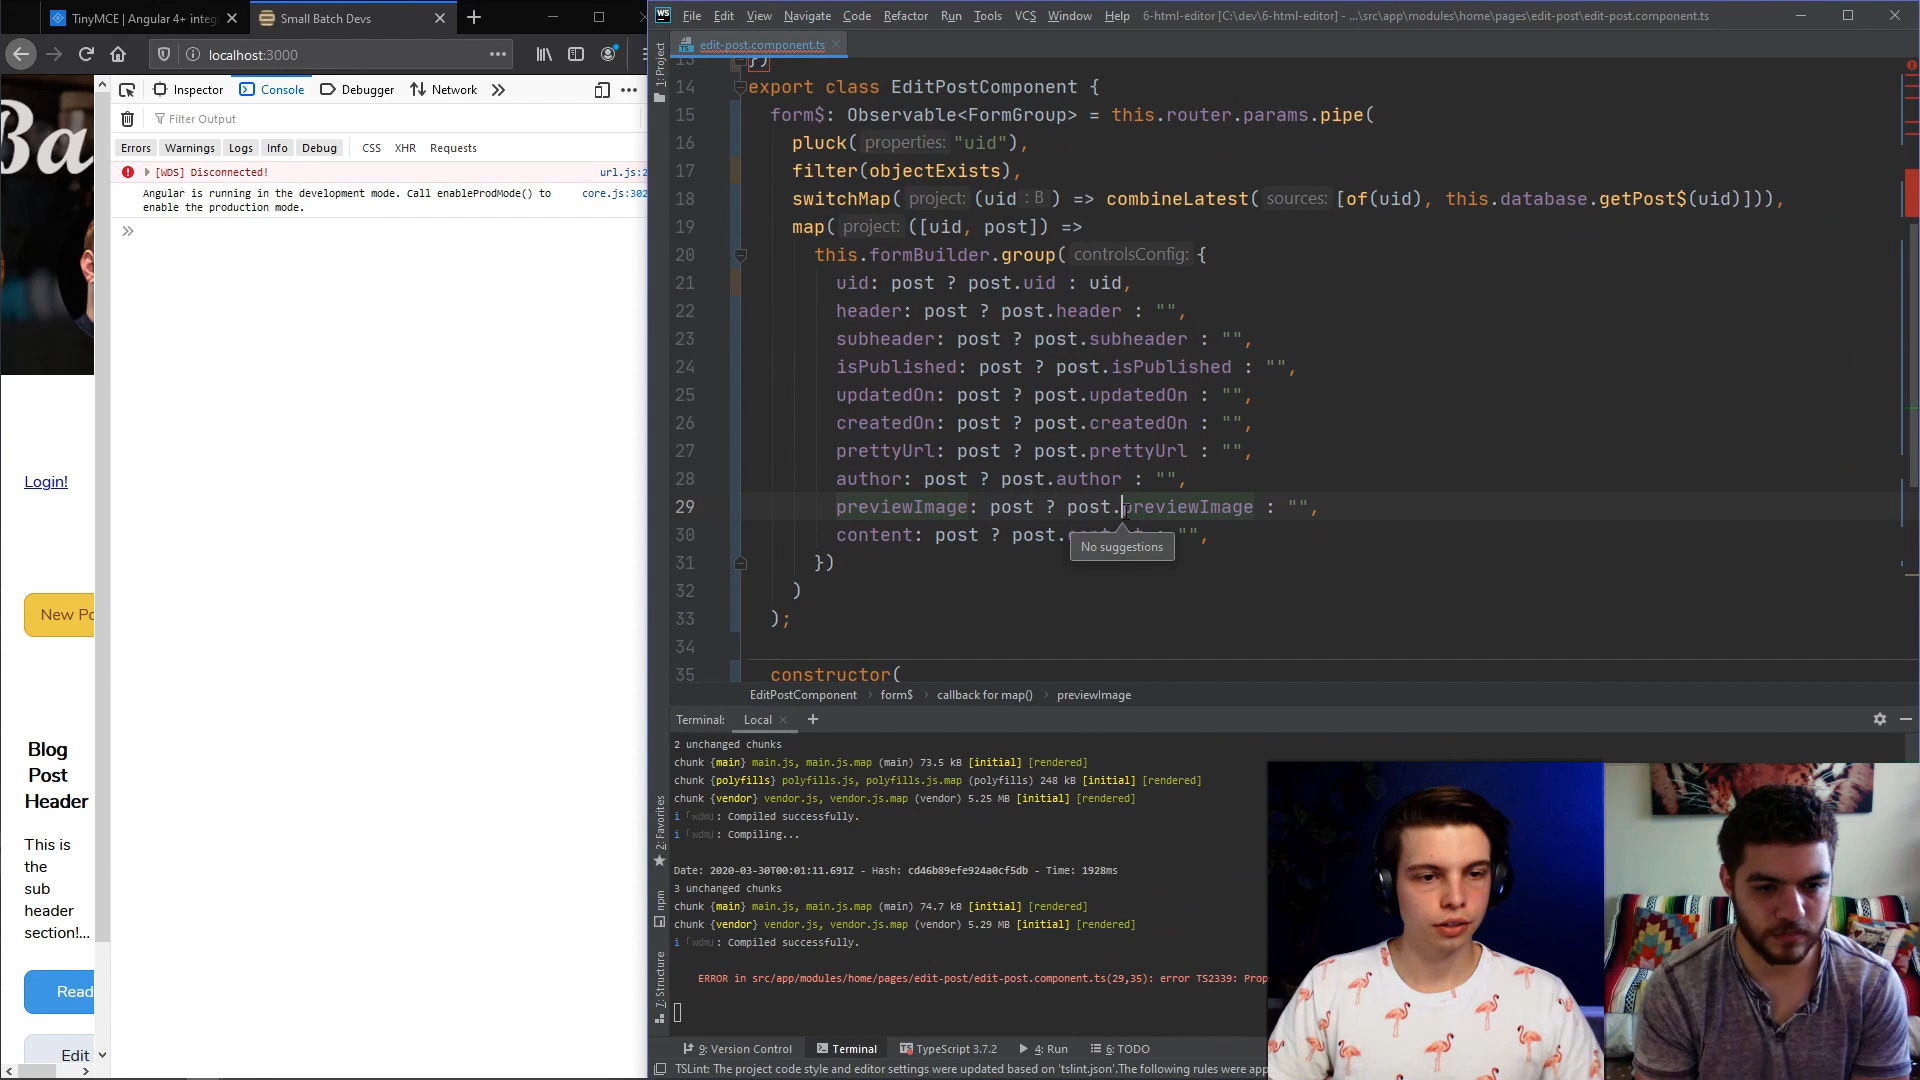 TinyMCE | Angular 4+ integ
Small Batch Devs
localhost:3000
Inspector
Console
Debugger
Network
Filter Output
Errors Warnings Logs Info Debug CSS XHR Requests
[WDS] Disconnected! url.js:2
Angular is running in the development mode. Call enableProdMode() to core.js:302
enable the production mode.
Ba
Login!
New Po
Blog
Post
Header
This is
the
sub
header
section!...
Read
Edit
WS File Edit View Navigate Code Refactor Run Tools VCS Window Help 6-html-editor [C:\dev\6-html-editor] - ...\src\app\modules\home\pages\edit-post\edit-post.component.ts
edit-post.component.ts
1: Project
13 })
14 export class EditPostComponent {
15 form$: Observable<FormGroup> = this.router.params.pipe(
16 pluck( properties: "uid"),
17 filter(objectExists),
18 switchMap( project: (uid : B ) => combineLatest( sources: [of(uid), this.database.getPost$(uid)])),
19 map( project: ([uid, post]) =>
20 this.formBuilder.group( controlsConfig: {
21 uid: post ? post.uid : uid,
22 header: post ? post.header : "",
23 subheader: post ? post.subheader : "",
24 isPublished: post ? post.isPublished : "",
25 updatedOn: post ? post.updatedOn : "",
26 createdOn: post ? post.createdOn : "",
27 prettyUrl: post ? post.prettyUrl : "",
28 author: post ? post.author : "",
29 previewImage: post ? post.previewImage : "",
30 content: post ? post. : "",
No suggestions
31 })
32 )
33 );
34
35 constructor(
EditPostComponent › form$ › callback for map() › previewImage
Terminal: Local
2 unchanged chunks
chunk {main} main.js, main.js.map (main) 73.5 kB [initial] [rendered]
chunk {polyfills} polyfills.js, polyfills.js.map (polyfills) 248 kB [initial] [rendered]
chunk {vendor} vendor.js, vendor.js.map (vendor) 5.25 MB [initial] [rendered]
i 「wdm」: Compiled successfully.
i 「wdm」: Compiling...
Date: 2020-03-30T00:01:11.691Z - Hash: cd46b89efe924a0cf5db - Time: 1928ms
3 unchanged chunks
chunk {main} main.js, main.js.map (main) 74.7 kB [initial] [rendered]
chunk {vendor} vendor.js, vendor.js.map (vendor) 5.29 MB [initial] [rendered]
i 「wdm」: Compiled successfully.
ERROR in src/app/modules/home/pages/edit-post/edit-post.component.ts(29,35): error TS2339: Prop
2: Favorites
npm
7: Structure
9: Version Control Terminal TypeScript 3.7.2 4: Run 6: TODO
TSLint: The project code style and editor settings were updated based on 'tslint.json'.The following rules were app